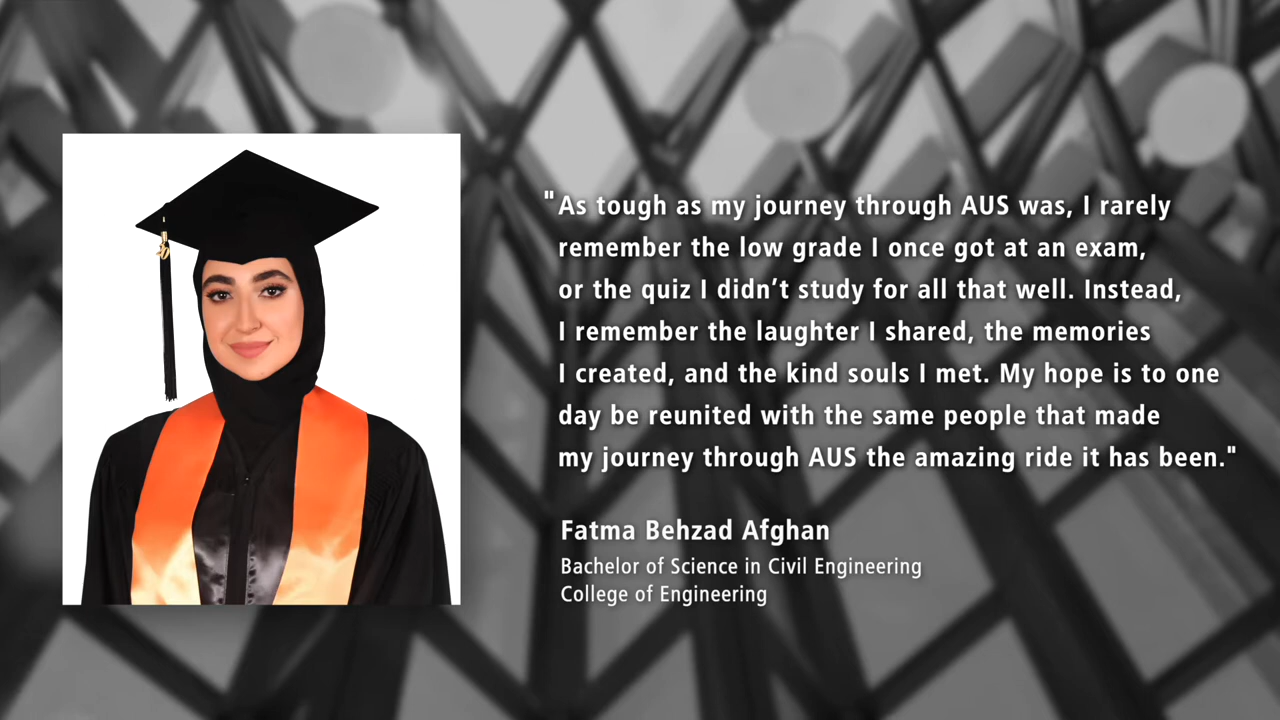 "As tough as my journey through AUS was, I rarely
remember the low grade I once got at an exam,
or the quiz I didn’t study for all that well. Instead,
I remember the laughter I shared, the memories
I created, and the kind souls I met. My hope is to one
day be reunited with the same people that made
my journey through AUS the amazing ride it has been."
Fatma Behzad Afghan
Bachelor of Science in Civil Engineering
College of Engineering